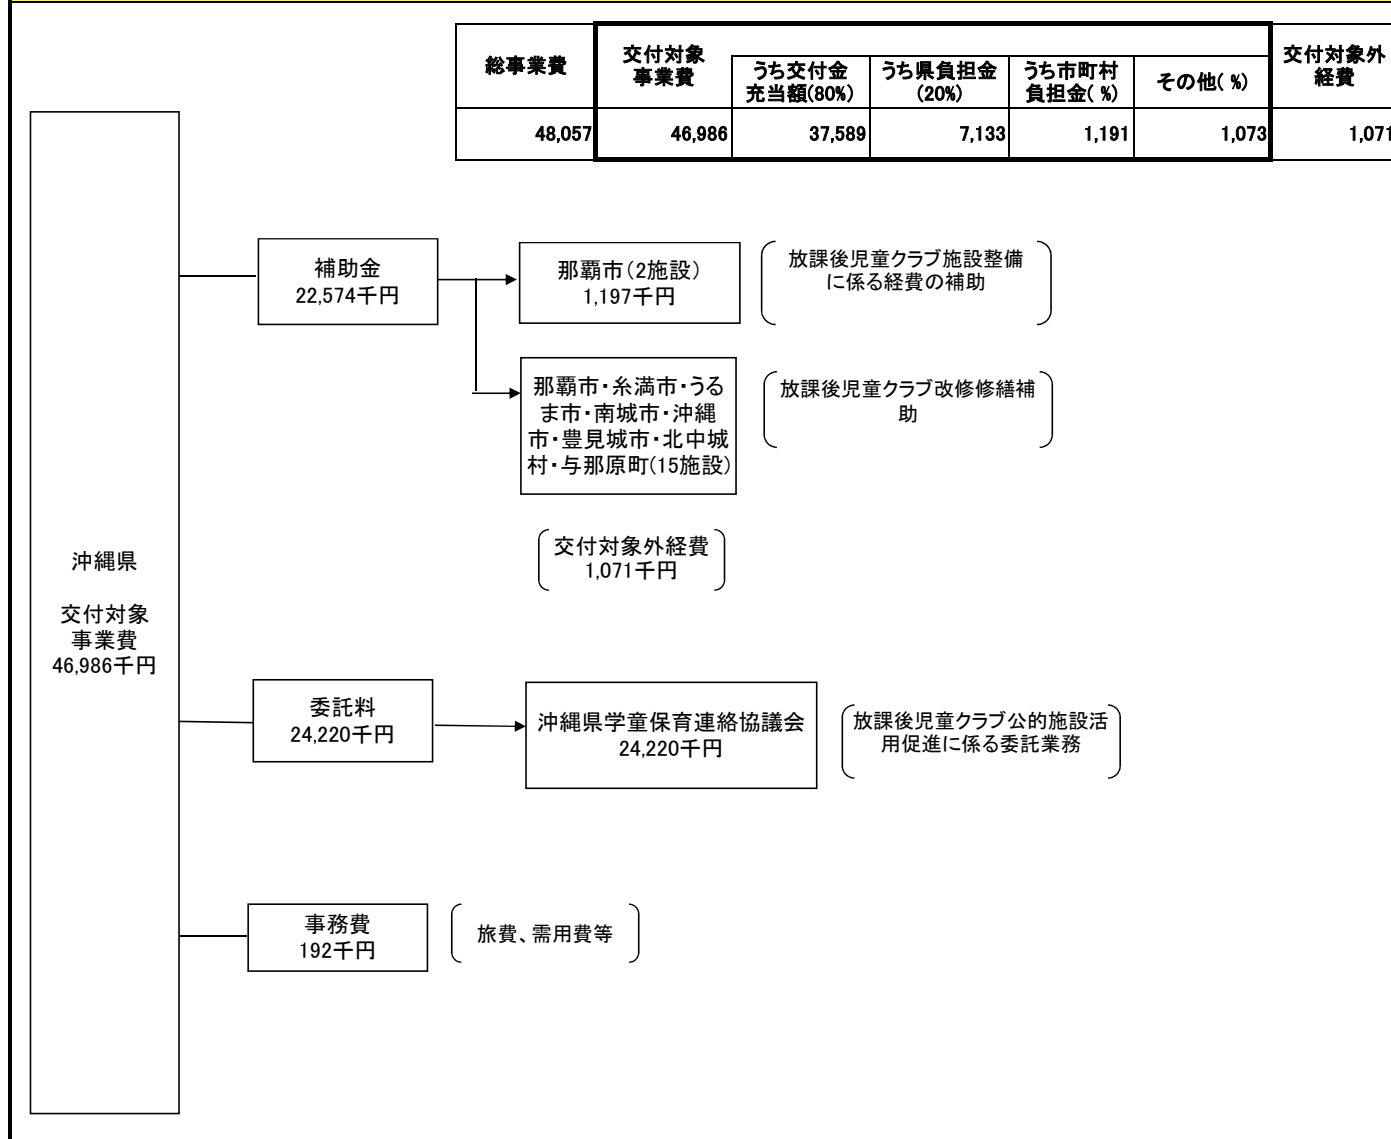 総事業費
交付対象
事業費
うち交付金
充当額(80%)
うち県負担金
(20%)
うち市町村
負担金( %)
その他( %)
交付対象外
経費
48,057 46,986 37,589 7,133 1,191 1,073 1,071
沖縄県
交付対象
事業費
46,986千円
補助金
22,574千円
那覇市(2施設)
1,197千円
放課後児童クラブ施設整備
に係る経費の補助
那覇市・糸満市・うる
ま市・南城市・沖縄
市・豊見城市・北中城
村・与那原町(15施設)
放課後児童クラブ改修修繕補
助
交付対象外経費
1,071千円
委託料
24,220千円
沖縄県学童保育連絡協議会
24,220千円
放課後児童クラブ公的施設活
用促進に係る委託業務
事務費
192千円
旅費、需用費等